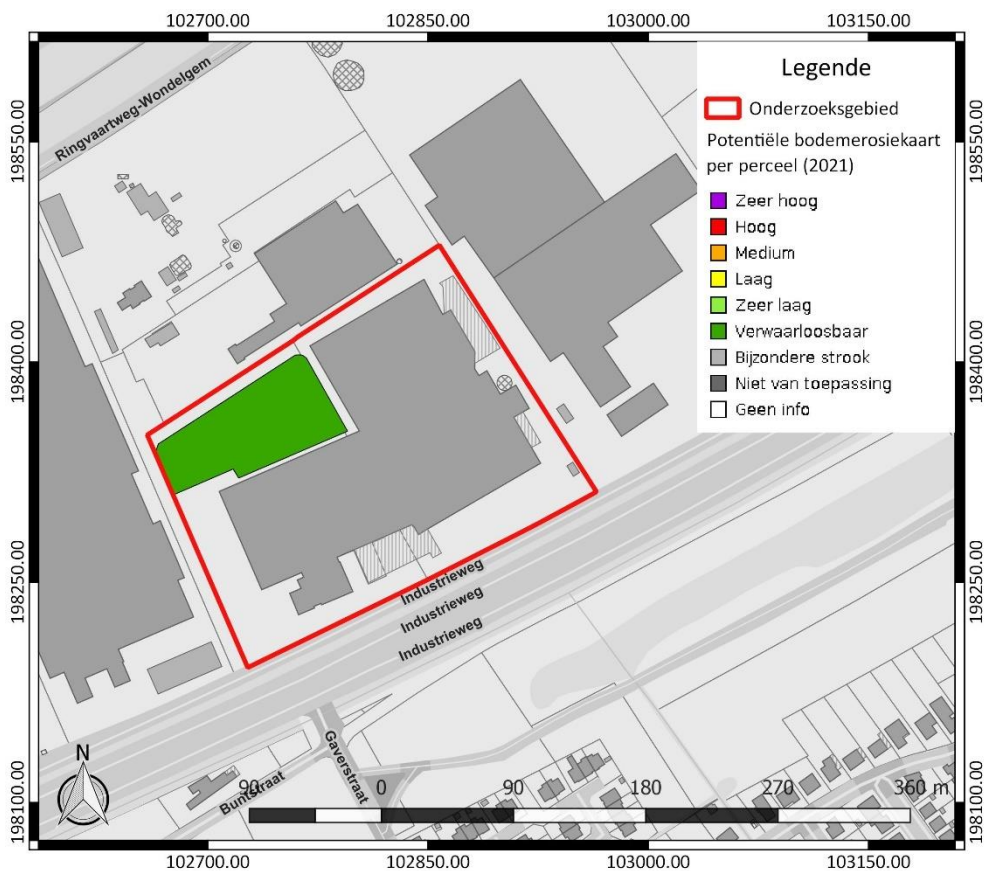 102700.00 102850.00 103000.00 103150.00
Legende
Onderzoeksgebied
Potentiële bodemerosiekaart
per perceel (2021)
Zeer hoog
Hoog
Medium
Laag
Zeer laag
Verwaarloosbaar
Bijzondere strook
Niet van toepassing
Geen info
Ringvaartweg-Wondelgem
198550.00 198550.00
198400.00 198400.00
198250.00 198250.00
198100.00 198100.00
Industrieweg
Industrieweg
Industrieweg
Gaverstraat
Buntstraat
N
90 0 90 180 270 360 m
102700.00 102850.00 103000.00 103150.00